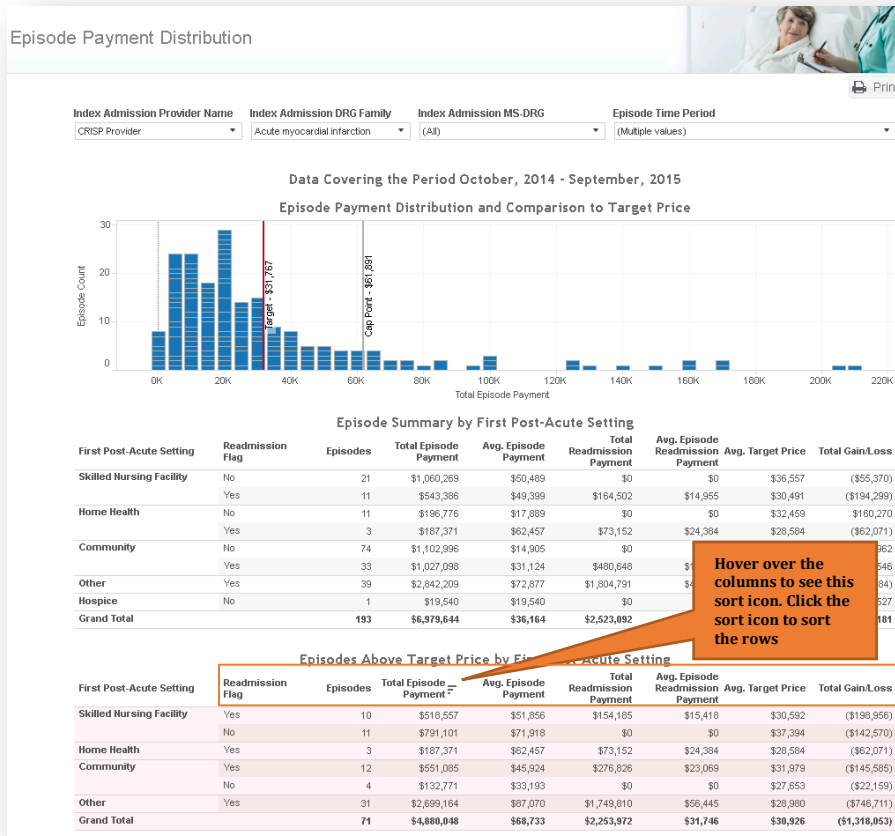 Episode Payment Distribution
Prin
Index Admission Provider Name Index Admission DRG Family Index Admission MS-DRG Episode Time Period
CRISP Provider Acute myocardial infarction (All) (Multiple values)
Data Covering the Period October, 2014 - September, 2015
Episode Payment Distribution and Comparison to Target Price
30
20
10
0
Episode Count
Target - $31,767
Cap Point - $61,891
0K 20K 40K 60K 80K 100K 120K 140K 160K 180K 200K 220K
Total Episode Payment
Episode Summary by First Post-Acute Setting
First Post-Acute Setting Readmission Flag Episodes Total Episode Payment Avg. Episode Payment Total Readmission Payment Avg. Episode Readmission Payment Avg. Target Price Total Gain/Loss
Skilled Nursing Facility No 21 $1,060,269 $50,489 $0 $0 $36,557 ($55,370)
Yes 11 $543,386 $49,399 $164,502 $14,955 $30,491 ($194,299)
Home Health No 11 $196,776 $17,889 $0 $0 $32,459 $160,270
Yes 3 $187,371 $62,457 $73,152 $24,384 $28,584 ($62,071)
Community No 74 $1,102,996 $14,905 $0 962
Yes 33 $1,027,098 $31,124 $480,648 $1 546
Other Yes 39 $2,842,209 $72,877 $1,804,791 $4 84)
Hospice No 1 $19,540 $19,540 $0 527
Grand Total 193 $6,979,644 $36,164 $2,523,092 181
Hover over the
columns to see this
sort icon. Click the
sort icon to sort
the rows
Episodes Above Target Price by Fi Acute Setting
First Post-Acute Setting Readmission Flag Episodes Total Episode Payment Avg. Episode Payment Total Readmission Payment Avg. Episode Readmission Payment Avg. Target Price Total Gain/Loss
Skilled Nursing Facility Yes 10 $518,557 $51,856 $154,185 $15,418 $30,592 ($198,956)
No 11 $791,101 $71,918 $0 $0 $37,394 ($142,570)
Home Health Yes 3 $187,371 $62,457 $73,152 $24,384 $28,584 ($62,071)
Community Yes 12 $551,085 $45,924 $276,826 $23,069 $31,979 ($145,585)
No 4 $132,771 $33,193 $0 $0 $27,653 ($22,159)
Other Yes 31 $2,699,164 $87,070 $1,749,810 $56,445 $28,980 ($746,711)
Grand Total 71 $4,880,048 $68,733 $2,253,972 $31,746 $30,926 ($1,318,053)